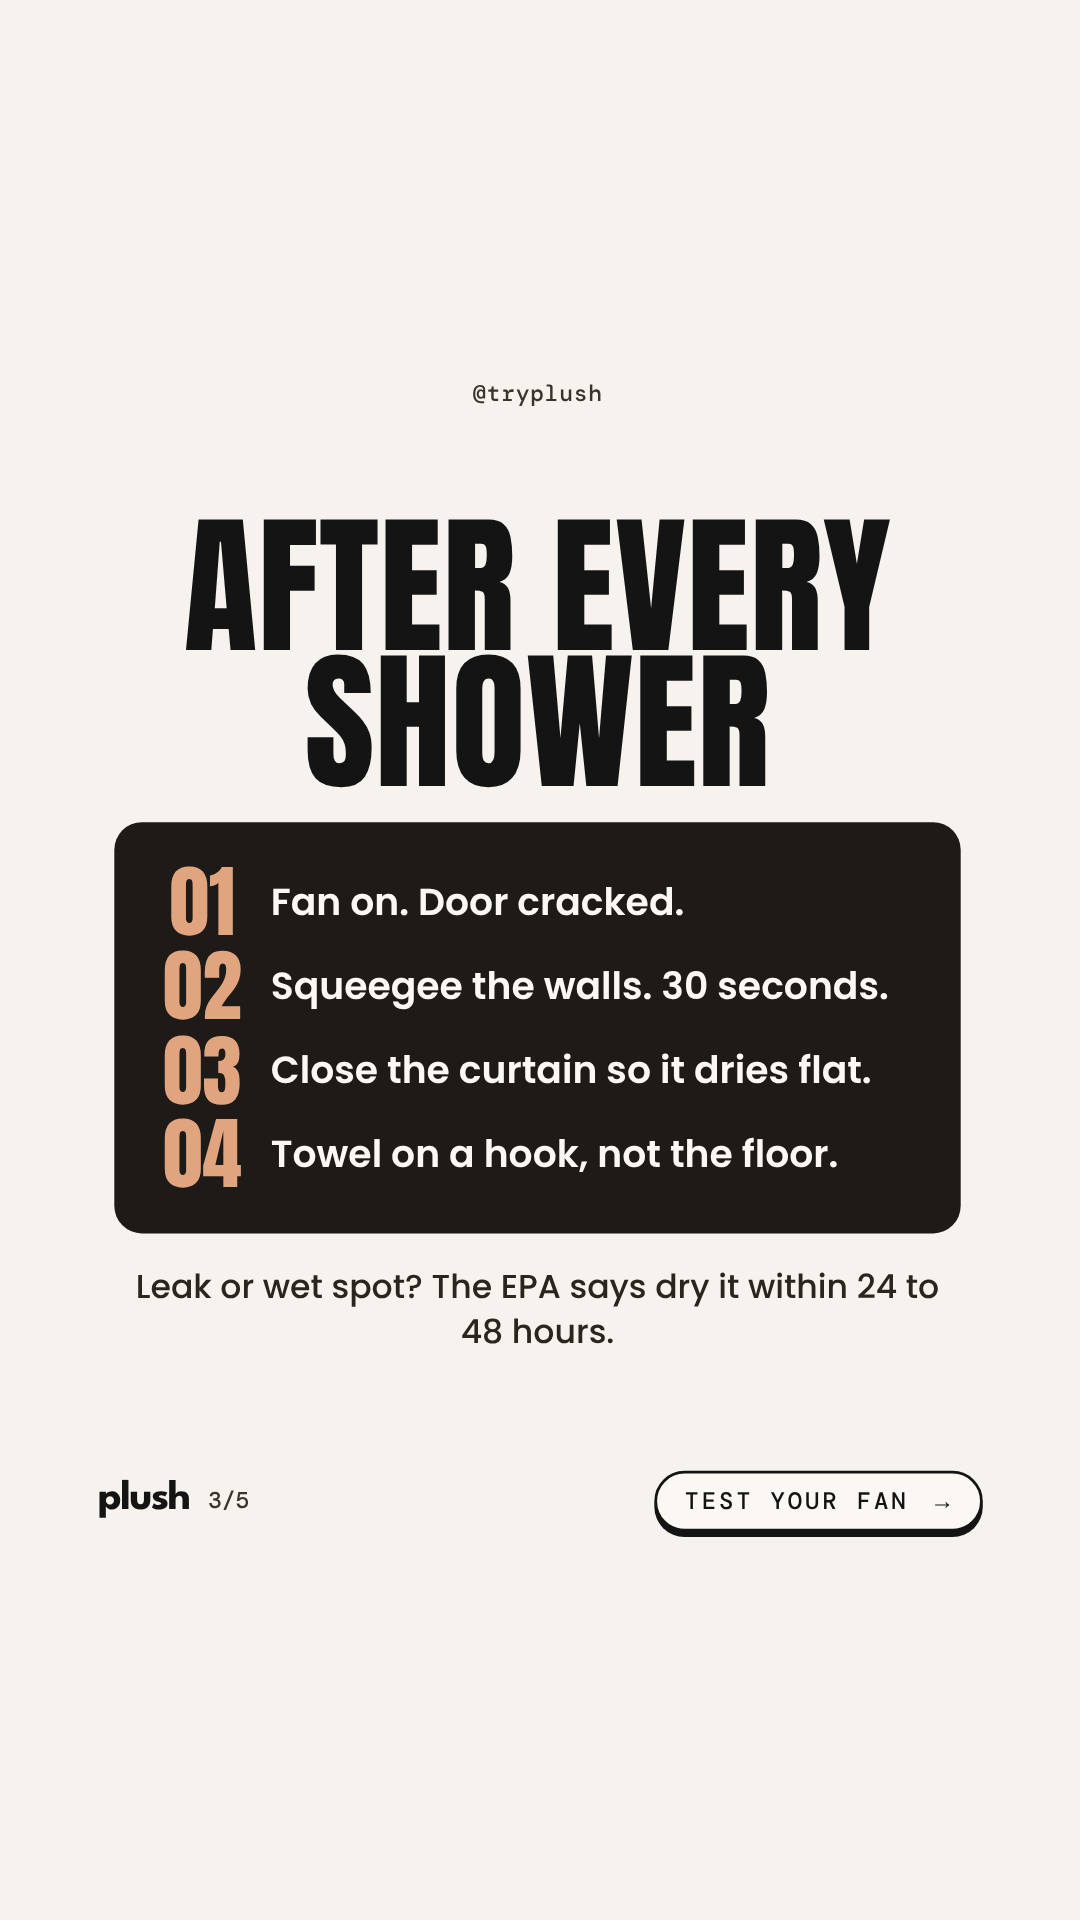 @tryplush
AFTER EVERY
SHOWER
01 Fan on. Door cracked.
02 Squeegee the walls. 30 seconds.
03 Close the curtain so it dries flat.
04 Towel on a hook, not the floor.
Leak or wet spot? The EPA says dry it within 24 to
48 hours.
plush 3/5
TEST YOUR FAN →